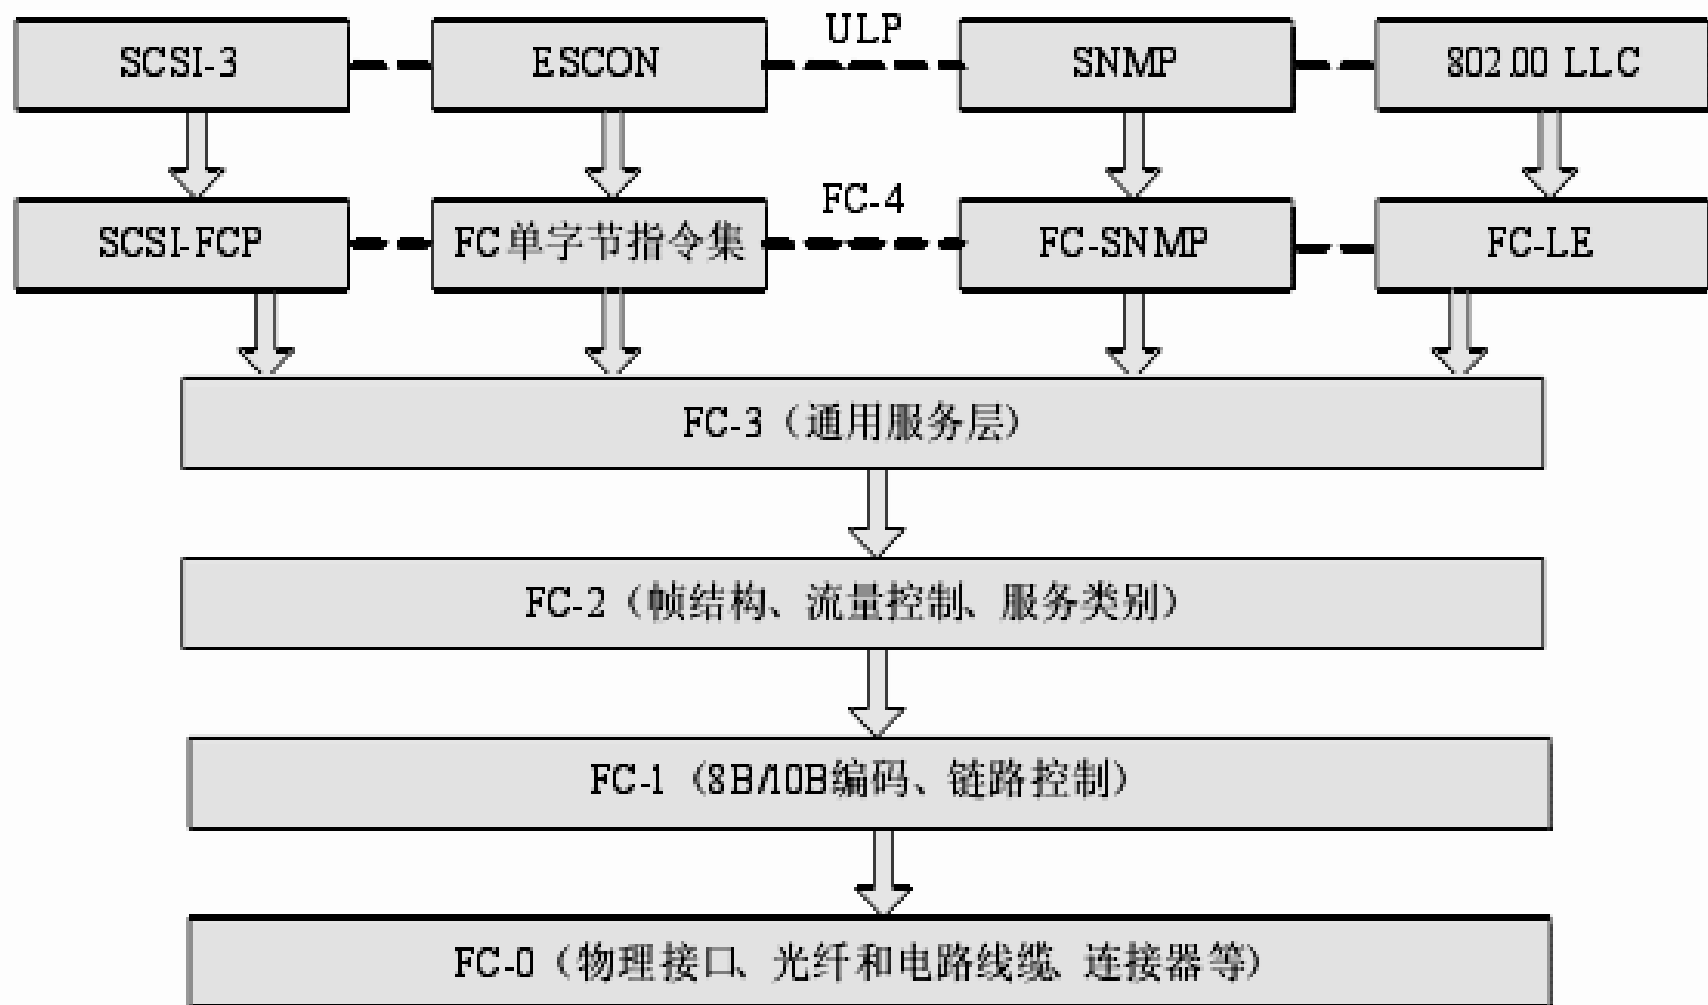 ULP
SCSI-3
ESCON
SNMP
802.00 LLC
FC-4
SCSI-FCP
FC单字节指令集
FC-SNMP
FC-LE
FC-3（通用服务层）
FC-2（帧结构、流量控制、服务类别）
FC-1（8B/10B编码、链路控制）
FC-0（物理接口、光纤和电路线缆、连接器等）